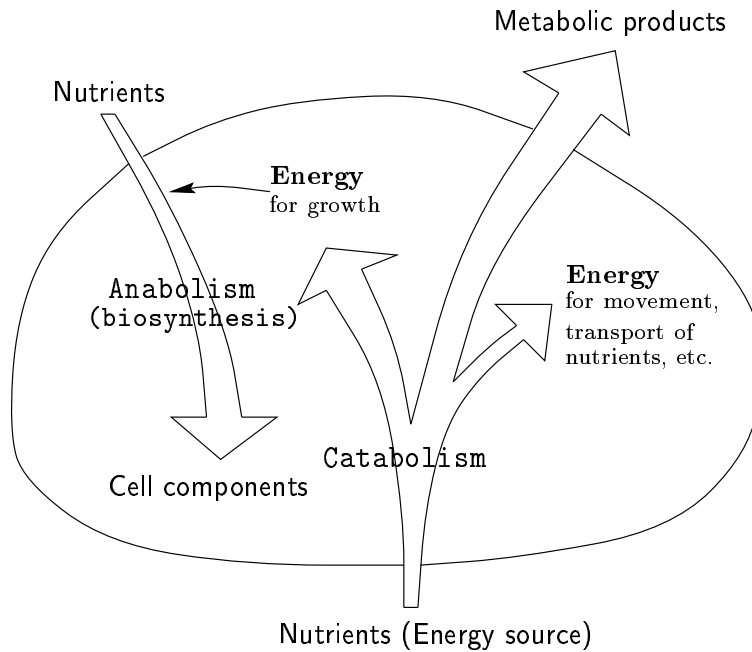 Metabolic products
Nutrients
Energy
for growth
Anabolism
(biosynthesis)
Energy
for movement,
transport of
nutrients, etc.
Catabolism
Cell components
Nutrients (Energy source)